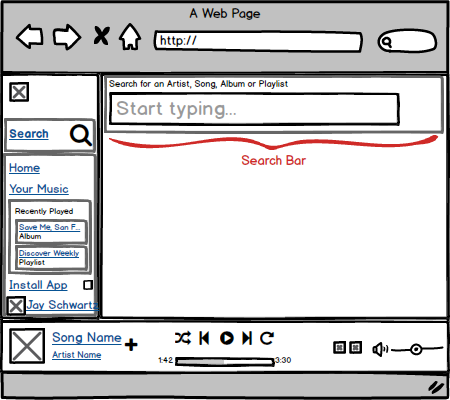 A Web Page
http://
Search for an Artist, Song, Album or Playlist
Start typing...
Search Bar
Search
Home
Your Music
Recently Played
Save Me, San F...
Album
Discover Weekly
Playlist
Install App
Jay Schwartz
Song Name
Artist Name
1:42
3:30